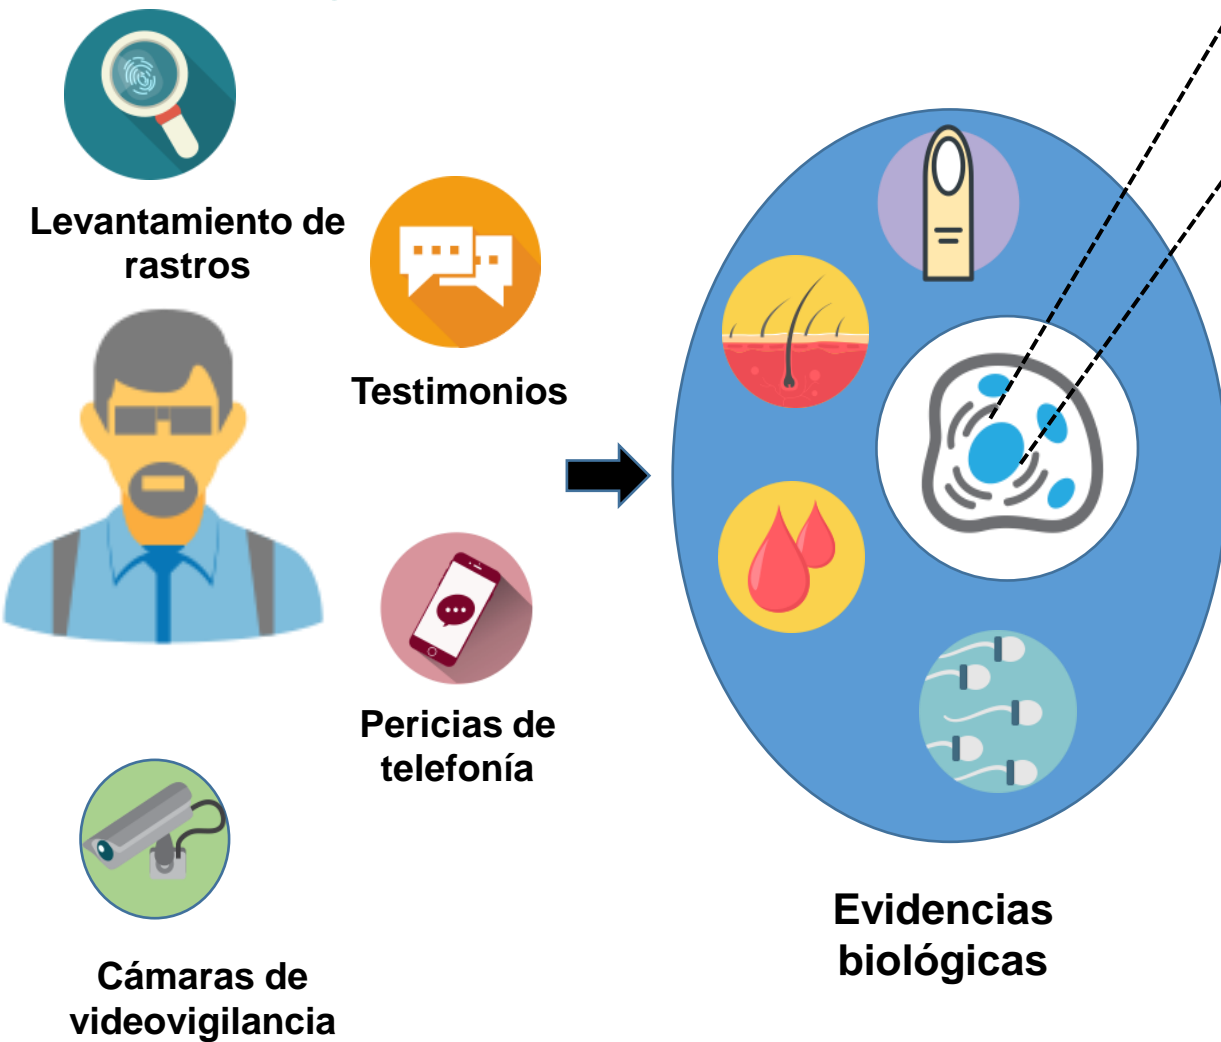 Levantamiento de
rastros
Testimonios
Pericias de
telefonía
Cámaras de
videovigilancia
Evidencias
biológicas